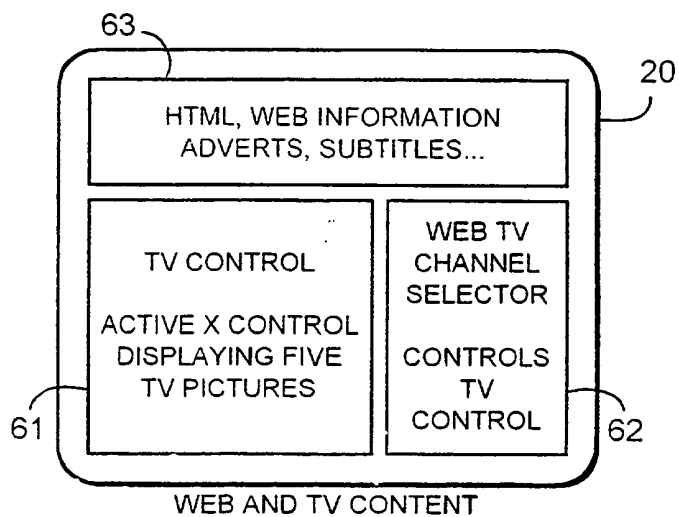 63
20
HTML, WEB INFORMATION
ADVERTS, SUBTITLES...
TV CONTROL
ACTIVE X CONTROL
DISPLAYING FIVE
TV PICTURES
WEB TV
CHANNEL
SELECTOR
CONTROLS
TV
CONTROL
61
62
WEB AND TV CONTENT